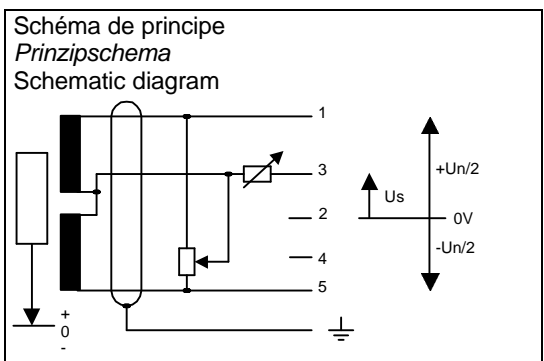 Schéma de principe
Prinzipschema
Schematic diagram
1
3
2
4
5
+Un/2
Us
0V
-Un/2
+
0
-